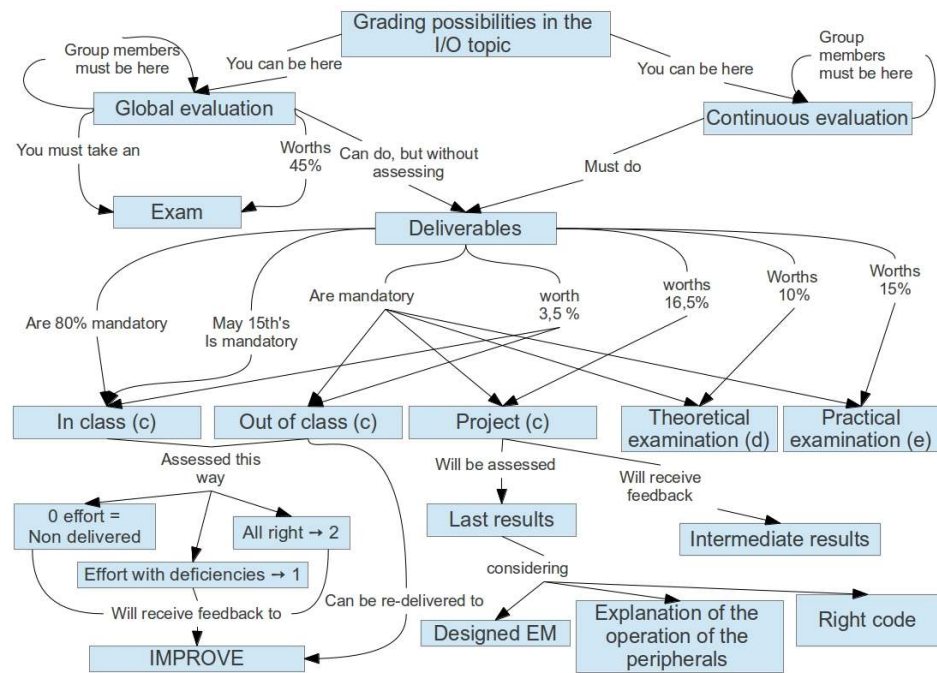 Grading possibilities in the
I/O topic
Group members
must be here
You can be here
Group
members
must be here
You can be here
Global evaluation
Continuous evaluation
You must take an
Worths
45%
Can do, but without
assessing
Must do
Exam
Deliverables
Are 80% mandatory
May 15th's
Is mandatory
Are mandatory
worth
3,5 %
worths
16,5%
Worths
10%
Worths
15%
In class (c)
Out of class (c)
Project (c)
Theoretical
examination (d)
Practical
examination (e)
Assessed this
way
Will be assessed
Will receive
feedback
0 effort =
Non delivered
All right → 2
Last results
Intermediate results
Effort with deficiencies → 1
considering
Will receive feedback to
Can be re-delivered to
Designed EM
Explanation of the
operation of the
peripherals
Right code
IMPROVE